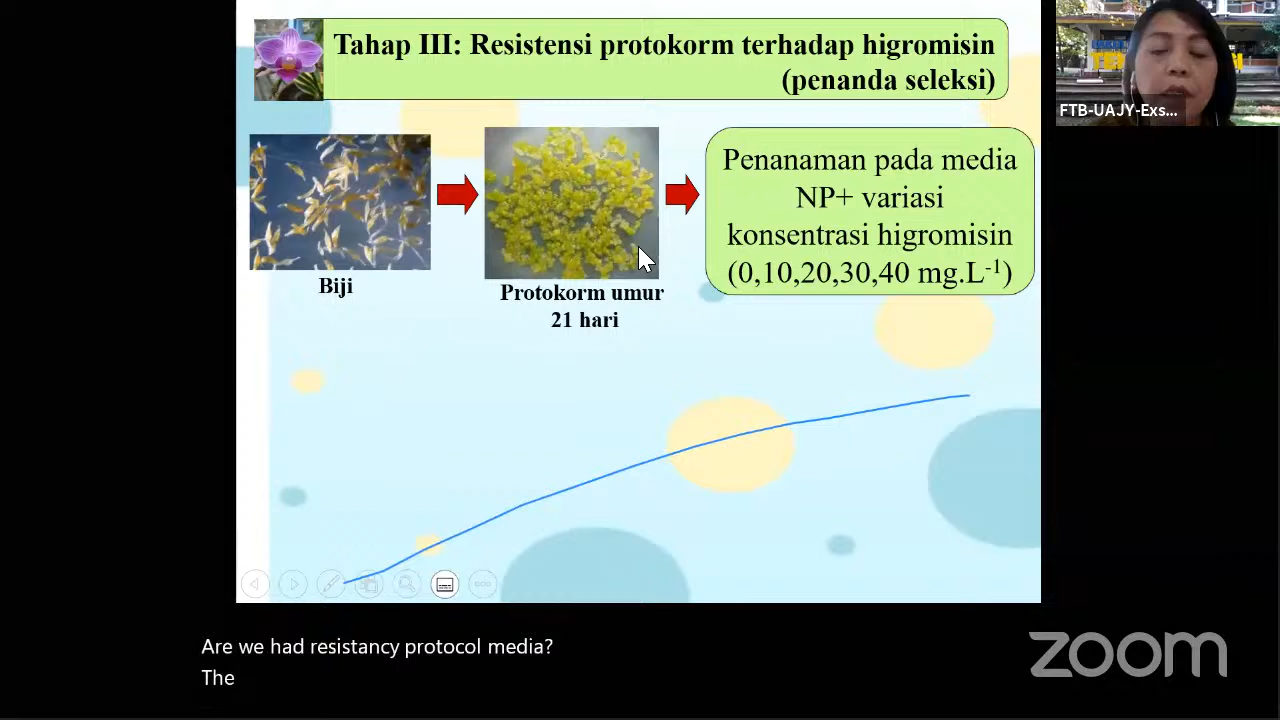 Tahap III: Resistensi protokorm terhadap higromisin
(penanda seleksi)
FTB-UAJY-Exs...
Biji
Protokorm umur
21 hari
Penanaman pada media
NP+ variasi
konsentrasi higromisin
(0,10,20,30,40 mg.L⁻¹)
Are we had resistancy protocol media?
The
zoom